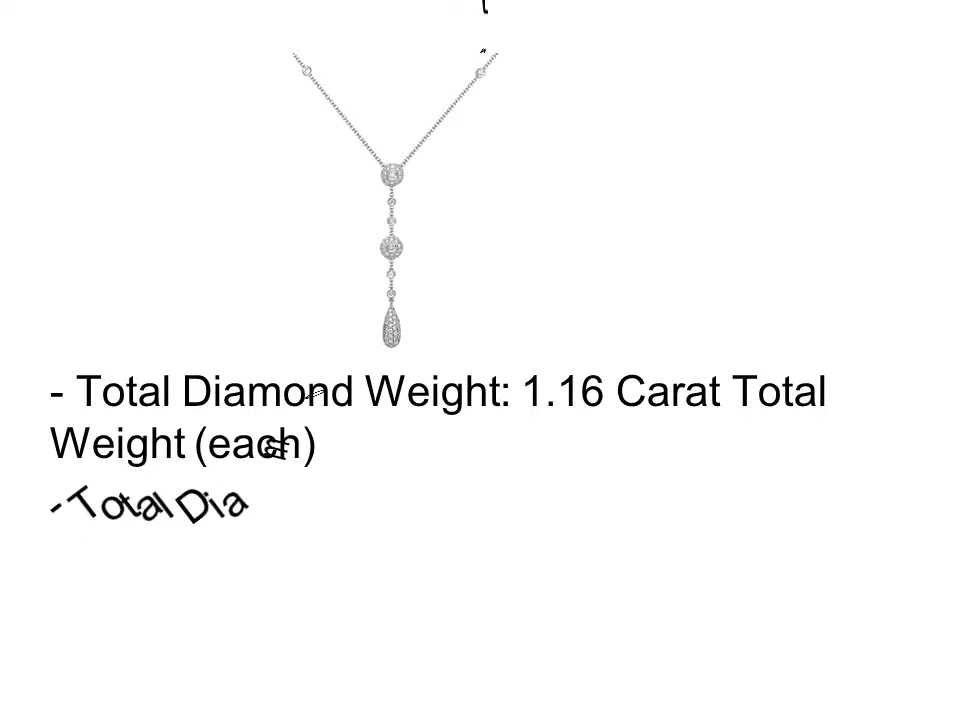 - Total Diamond Weight: 1.16 Carat Total
Weight (each)
- Total Dia